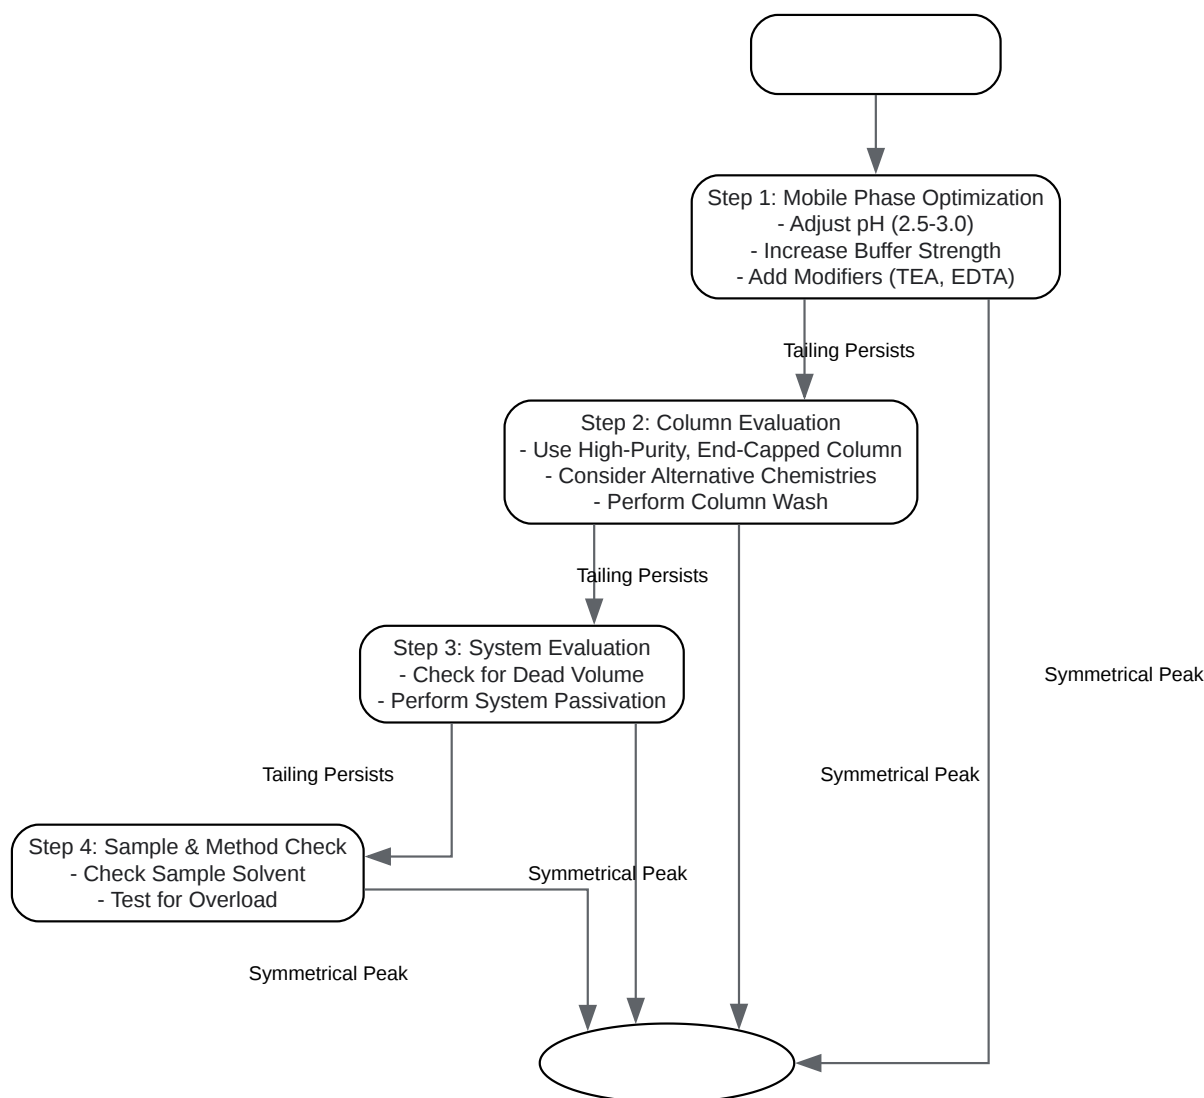 Step 1: Mobile Phase Optimization
- Adjust pH (2.5-3.0)
- Increase Buffer Strength
- Add Modifiers (TEA, EDTA)
Tailing Persists
Step 2: Column Evaluation
- Use High-Purity, End-Capped Column
- Consider Alternative Chemistries
- Perform Column Wash
Tailing Persists
Step 3: System Evaluation
- Check for Dead Volume
- Perform System Passivation
Symmetrical Peak
Tailing Persists
Symmetrical Peak
Step 4: Sample & Method Check
- Check Sample Solvent
- Test for Overload
Symmetrical Peak
Symmetrical Peak